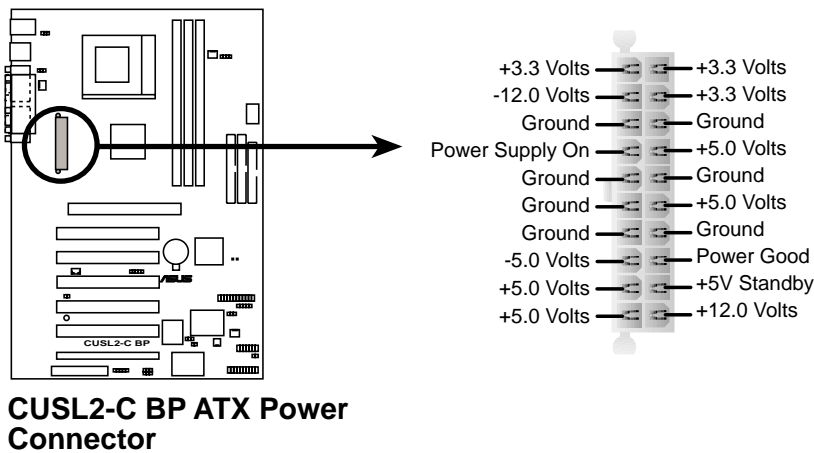 +3.3 Volts
-12.0 Volts
Ground
Power Supply On
Ground
Ground
Ground
-5.0 Volts
+5.0 Volts
+5.0 Volts
+3.3 Volts
+3.3 Volts
Ground
+5.0 Volts
Ground
+5.0 Volts
Ground
Power Good
+5V Standby
+12.0 Volts
ASUS
CUSL2-C BP
CUSL2-C BP ATX Power
Connector